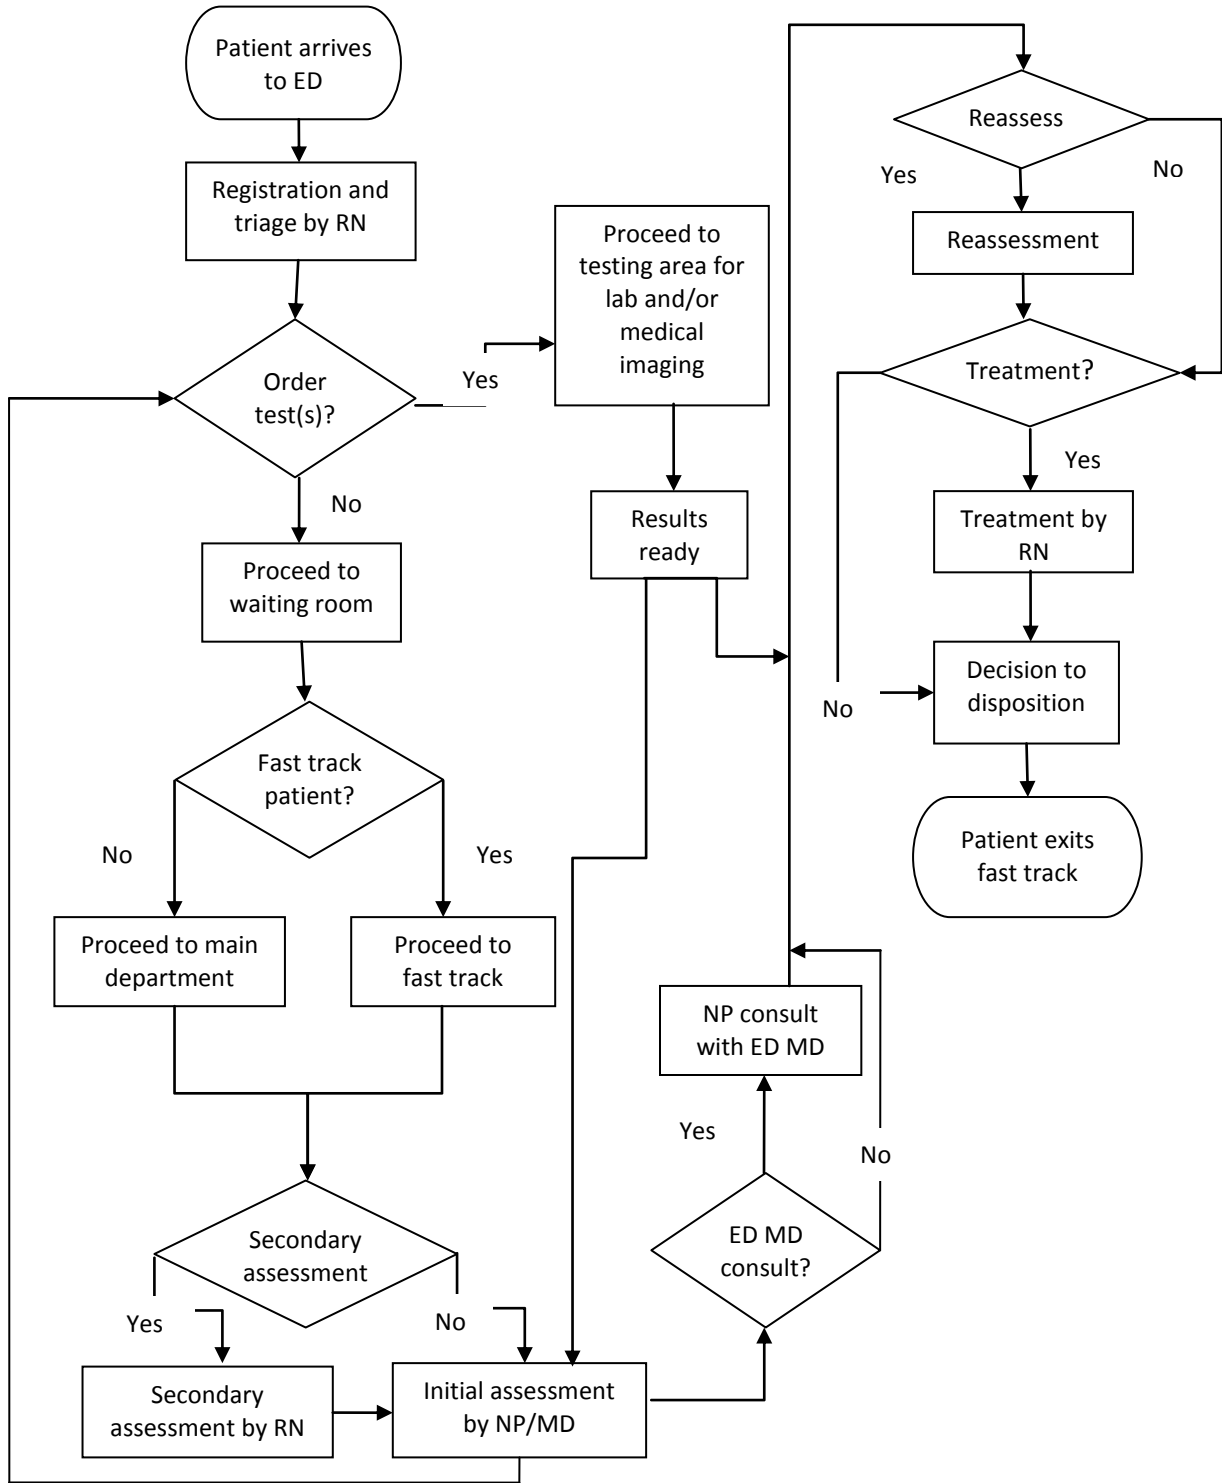 Patient arrives
to ED
Registration and
triage by RN
Order
test(s)?
Yes
No
Proceed to
testing area for
lab and/or
medical
imaging
Results
ready
Proceed to
waiting room
Fast track
patient?
No
Yes
Proceed to main
department
Proceed to
fast track
Secondary
assessment
Yes
No
Secondary
assessment by RN
Initial assessment
by NP/MD
ED MD
consult?
Yes
No
NP consult
with ED MD
Reassess
Yes
No
Reassessment
Treatment?
Yes
No
Treatment by
RN
Decision to
disposition
Patient exits
fast track